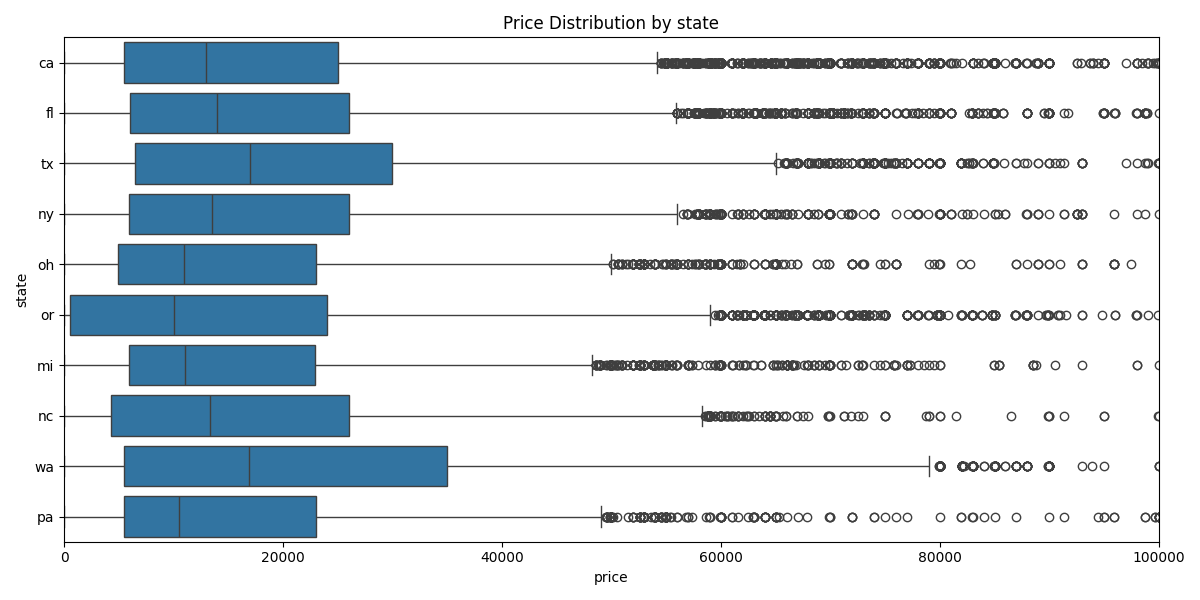 Price Distribution by state
ca
fl
tx
ny
oh
or
mi
nc
wa
pa
state
0 20000 40000 60000 80000 100000
price